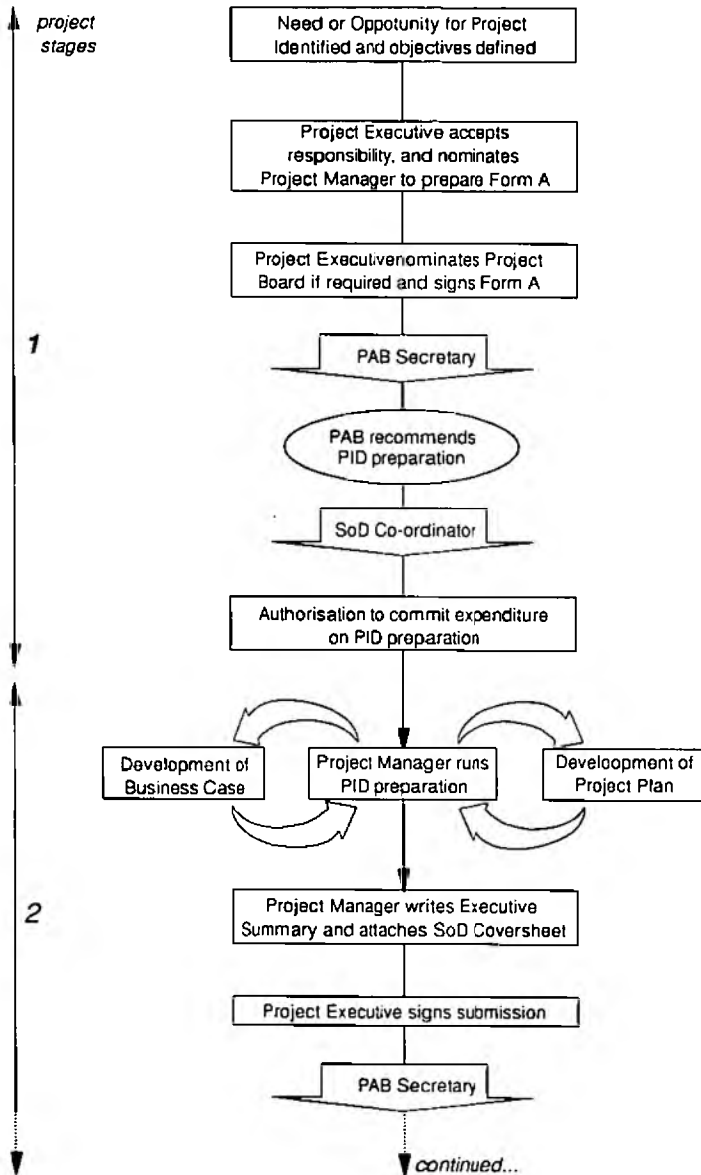 project
stages
Need or Oppotunity for Project
Identified and objectives defined
Project Executive accepts
responsibility, and nominates
Project Manager to prepare Form A
Project Executivenominates Project
Board if required and signs Form A
1
PAB Secretary
PAB recommends
PID preparation
SoD Co-ordinator
Authorisation to commit expenditure
on PID preparation
Development of
Business Case
Project Manager runs
PID preparation
Develoopment of
Project Plan
2
Project Manager writes Executive
Summary and attaches SoD Coversheet
Project Executive signs submission
PAB Secretary
continued...